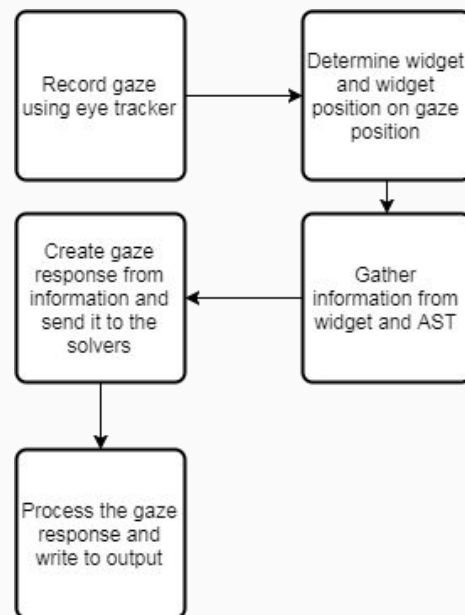 Record gaze
using eye tracker
Determine widget
and widget
position on gaze
position
Gather
information from
widget and AST
Create gaze
response from
information and
send it to the
solvers
Process the gaze
response and
write to output